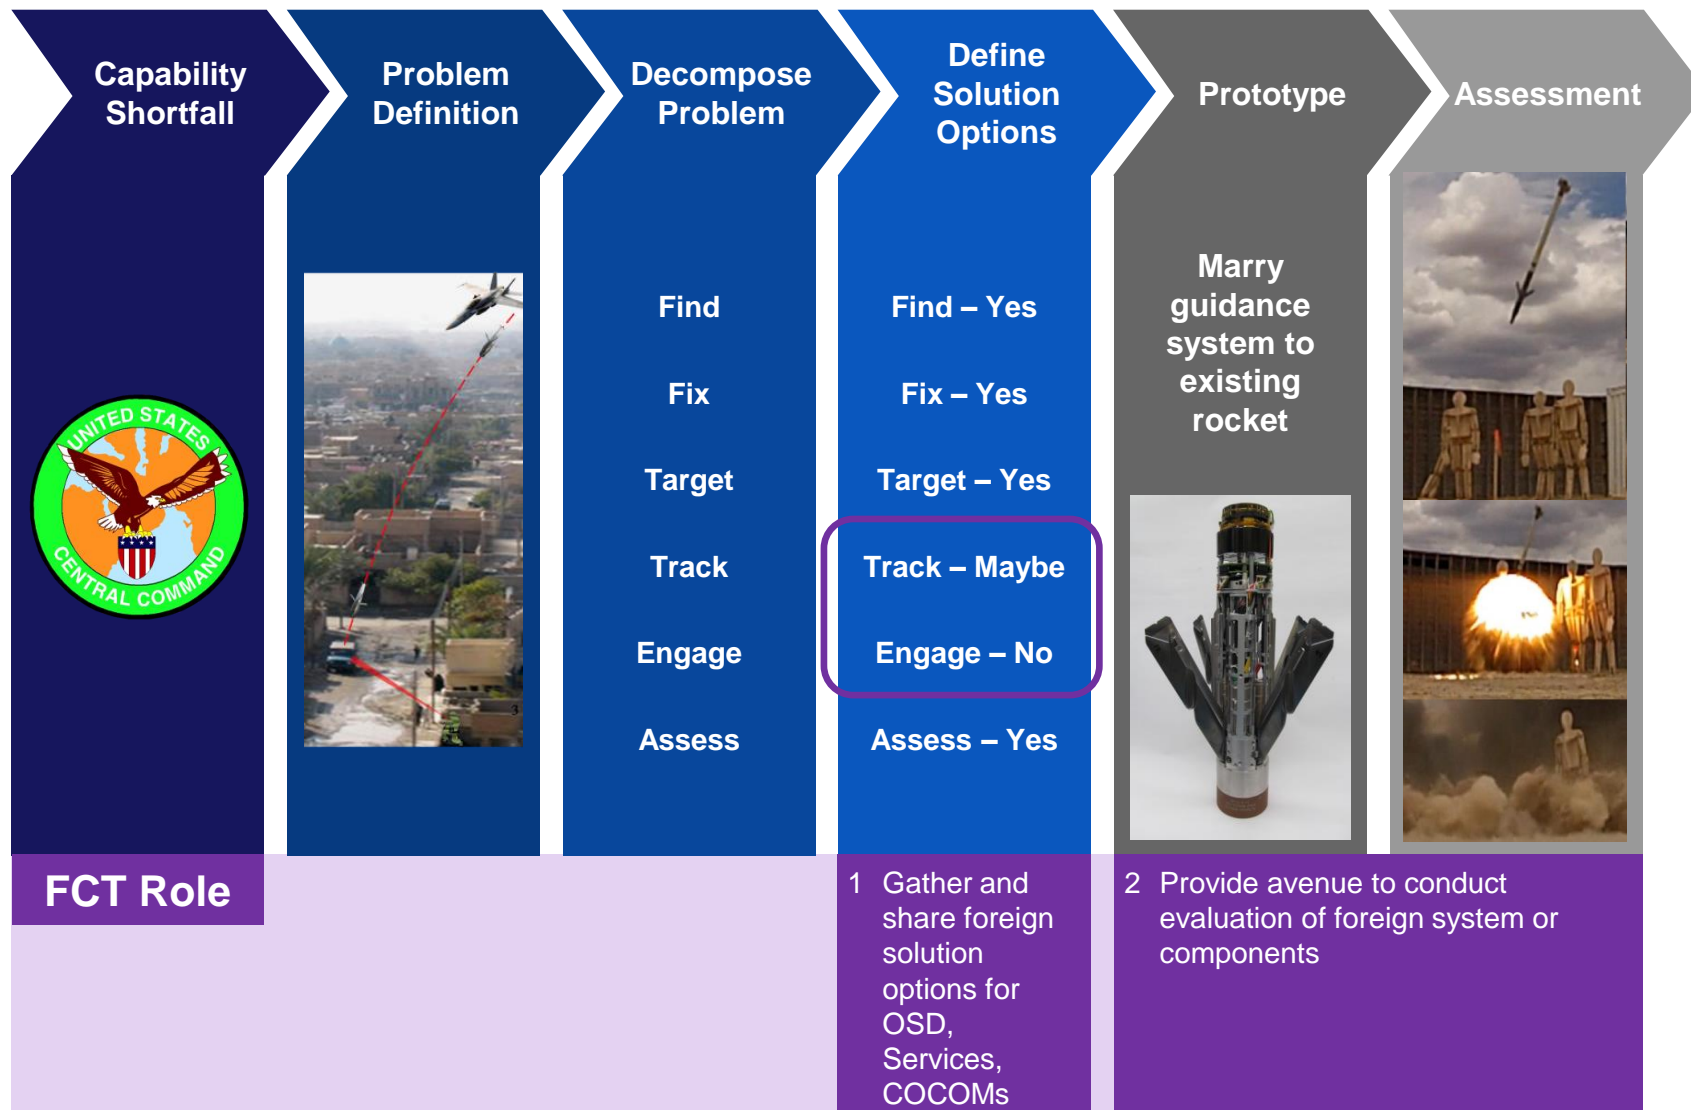 Capability
Shortfall
Problem
Definition
Decompose
Problem
Define
Solution
Options
Prototype
Assessment
UNITED STATES
CENTRAL COMMAND
3
Find
Fix
Target
Track
Engage
Assess
Find – Yes
Fix – Yes
Target – Yes
Track – Maybe
Engage – No
Assess – Yes
Marry
guidance
system to
existing
rocket
FCT Role
1 Gather and
share foreign
solution
options for
OSD,
Services,
COCOMs
2 Provide avenue to conduct
evaluation of foreign system or
components